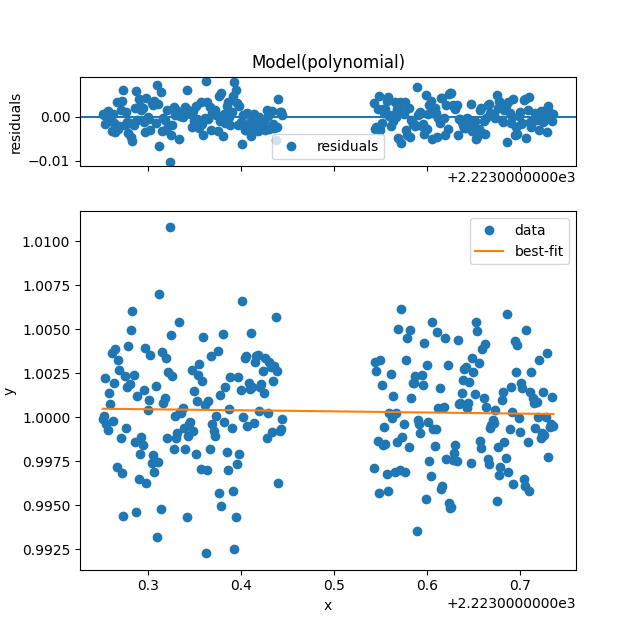 Model(polynomial)
residuals
0.00
−0.01
residuals
+2.2230000000e3
y
1.0100
1.0075
1.0050
1.0025
1.0000
0.9975
0.9950
0.9925
data
best-fit
0.3
0.4
0.5
0.6
0.7
x
+2.2230000000e3